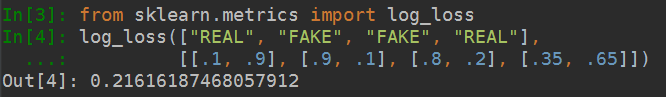 In[3]: from sklearn.metrics import log_loss
In[4]: log_loss(["REAL", "FAKE", "FAKE", "REAL"],
  ...:          [[.1, .9], [.9, .1], [.8, .2], [.35, .65]])
Out[4]: 0.21616187468057912